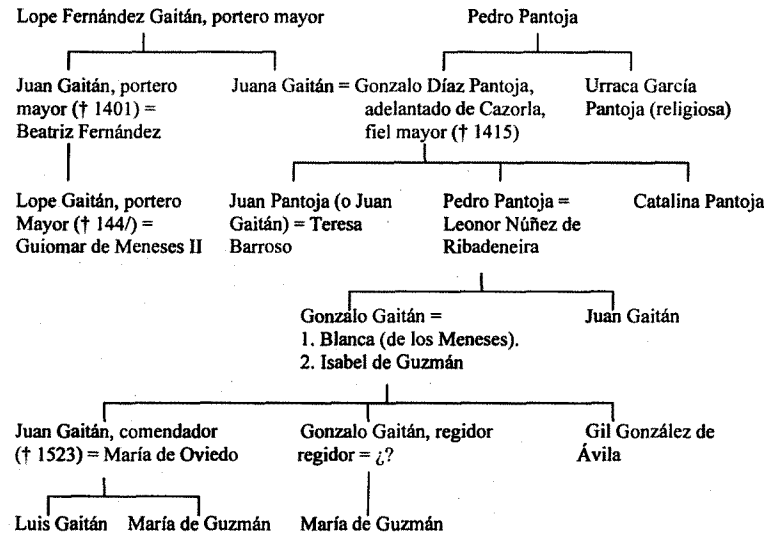 Lope Fernández Gaitán, portero mayor
Pedro Pantoja
Juan Gaitán, portero
mayor († 1401) =
Beatriz Fernández
Juana Gaitán = Gonzalo Díaz Pantoja,
adelantado de Cazorla,
fiel mayor († 1415)
Urraca García
Pantoja (religiosa)
Lope Gaitán, portero
Mayor († 144/) =
Guiomar de Meneses II
Juan Pantoja (o Juan
Gaitán) = Teresa
Barroso
Pedro Pantoja =
Leonor Núñez de
Ribadeneira
Catalina Pantoja
Gonzalo Gaitán =
1. Blanca (de los Meneses).
2. Isabel de Guzmán
Juan Gaitán
Juan Gaitán, comendador
(† 1523) = María de Oviedo
Gonzalo Gaitán, regidor
regidor = ¿?
Gil González de
Ávila
Luis Gaitán
María de Guzmán
María de Guzmán